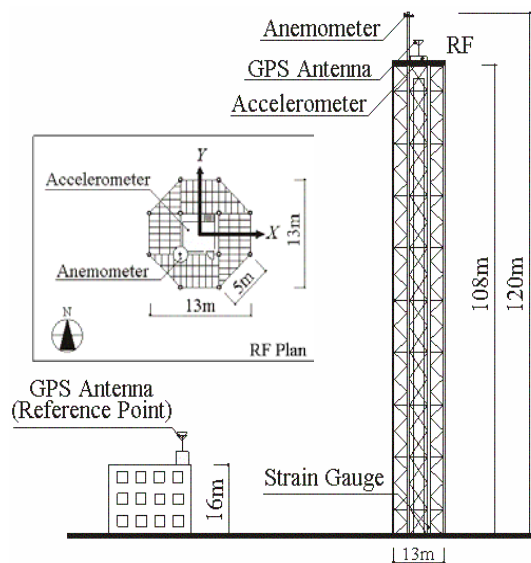 Anemometer
RF
GPS Antenna
Accelerometer
Y
Accelerometer
X
Anemometer
13m
5m
13m
N
RF Plan
108m
120m
GPS Antenna
(Reference Point)
16m
Strain Gauge
13m